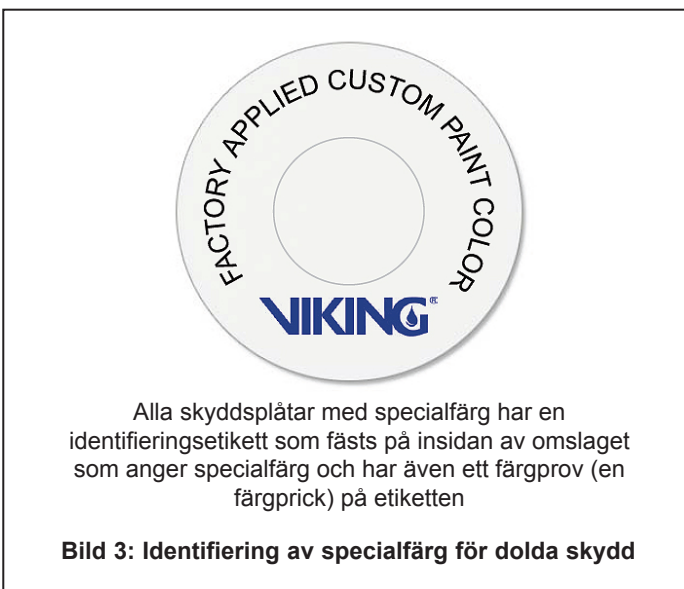 FACTORY APPLIED CUSTOM PAINT COLOR
VIKING®
Alla skyddsplåtar med specialfärg har en
identifieringsetikett som fästs på insidan av omslaget
som anger specialfärg och har även ett färgprov (en
färgprick) på etiketten
Bild 3: Identifiering av specialfärg för dolda skydd